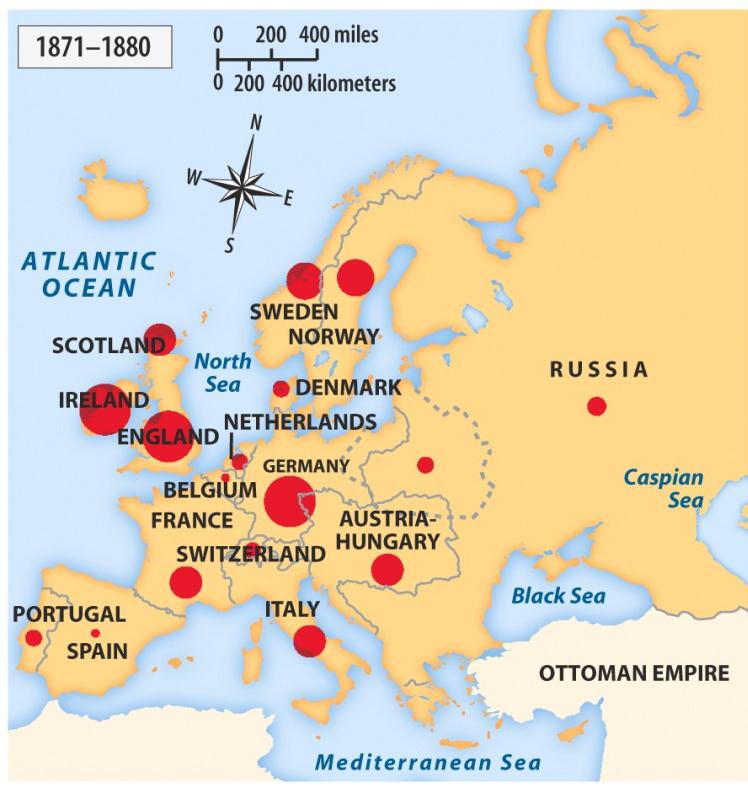 1871–1880
0 200 400 miles
0 200 400 kilometers
N
W
E
S
ATLANTIC
OCEAN
SWEDEN
NORWAY
SCOTLAND
North
Sea
RUSSIA
DENMARK
IRELAND
NETHERLANDS
ENGLAND
GERMANY
Caspian
Sea
BELGIUM
FRANCE
AUSTRIA-
HUNGARY
SWITZERLAND
Black Sea
ITALY
PORTUGAL
SPAIN
OTTOMAN EMPIRE
Mediterranean Sea